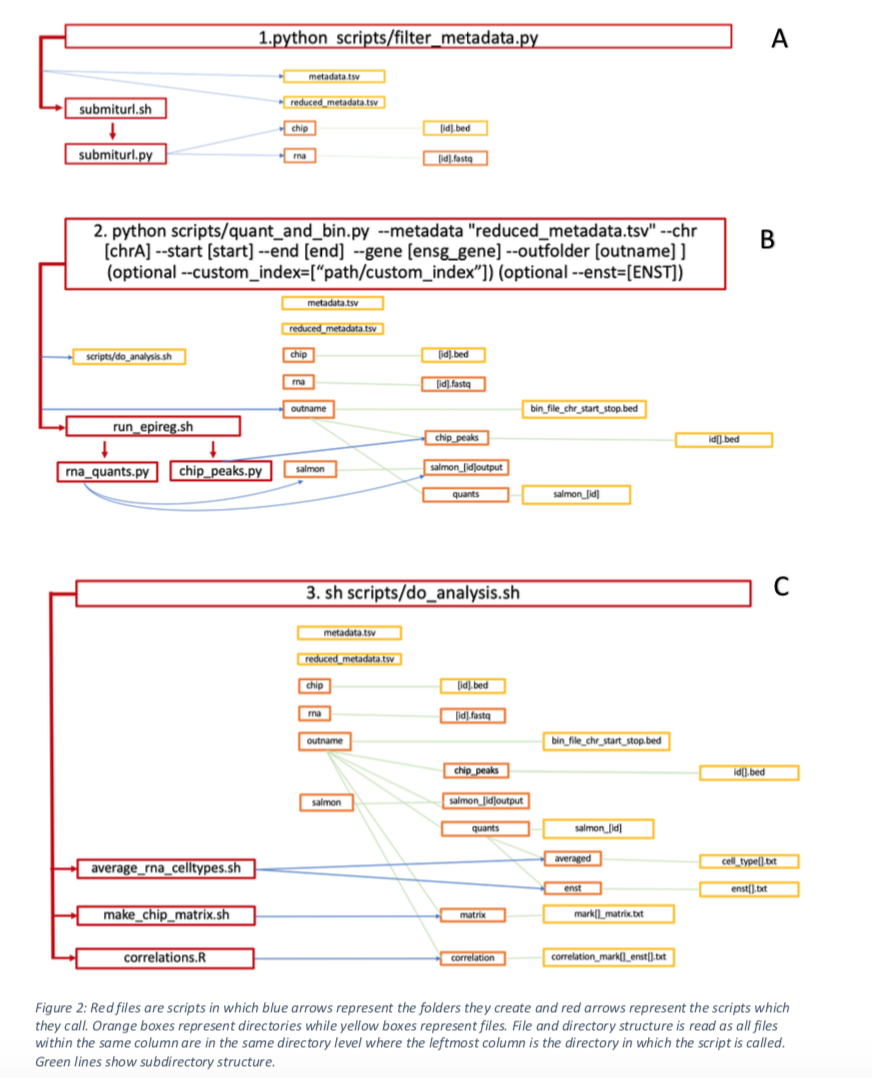 1.python scripts/filter_metadata.py
A
metadata.tsv
reduced_metadata.tsv
submiturl.sh
chip
[id].bed
submiturl.py
rna
[id].fastq
2. python scripts/quant_and_bin.py --metadata "reduced_metadata.tsv" --chr
[chrA] --start [start] --end [end] --gene [ensg_gene] --outfolder [outname] ]
(optional --custom_index=["path/custom_index"]) (optional --enst=[ENST])
B
metadata.tsv
reduced_metadata.tsv
scripts/do_analysis.sh
chip
[id].bed
rna
[id].fastq
outname
bin_file_chr_start_stop.bed
run_epireg.sh
chip_peaks
id[].bed
rna_quants.py
chip_peaks.py
salmon
salmon_[id]output
quants
salmon_[id]
3. sh scripts/do_analysis.sh
C
metadata.tsv
reduced_metadata.tsv
chip
[id].bed
rna
[id].fastq
outname
bin_file_chr_start_stop.bed
chip_peaks
id[].bed
salmon
salmon_[id]output
quants
salmon_[id]
average_rna_celltypes.sh
averaged
cell_type[].txt
enst
enst[].txt
make_chip_matrix.sh
matrix
mark[]_matrix.txt
correlations.R
correlation
correlation_mark[]_enst[].txt
Figure 2: Red files are scripts in which blue arrows represent the folders they create and red arrows represent the scripts which
they call. Orange boxes represent directories while yellow boxes represent files. File and directory structure is read as all files
within the same column are in the same directory level where the leftmost column is the directory in which the script is called.
Green lines show subdirectory structure.